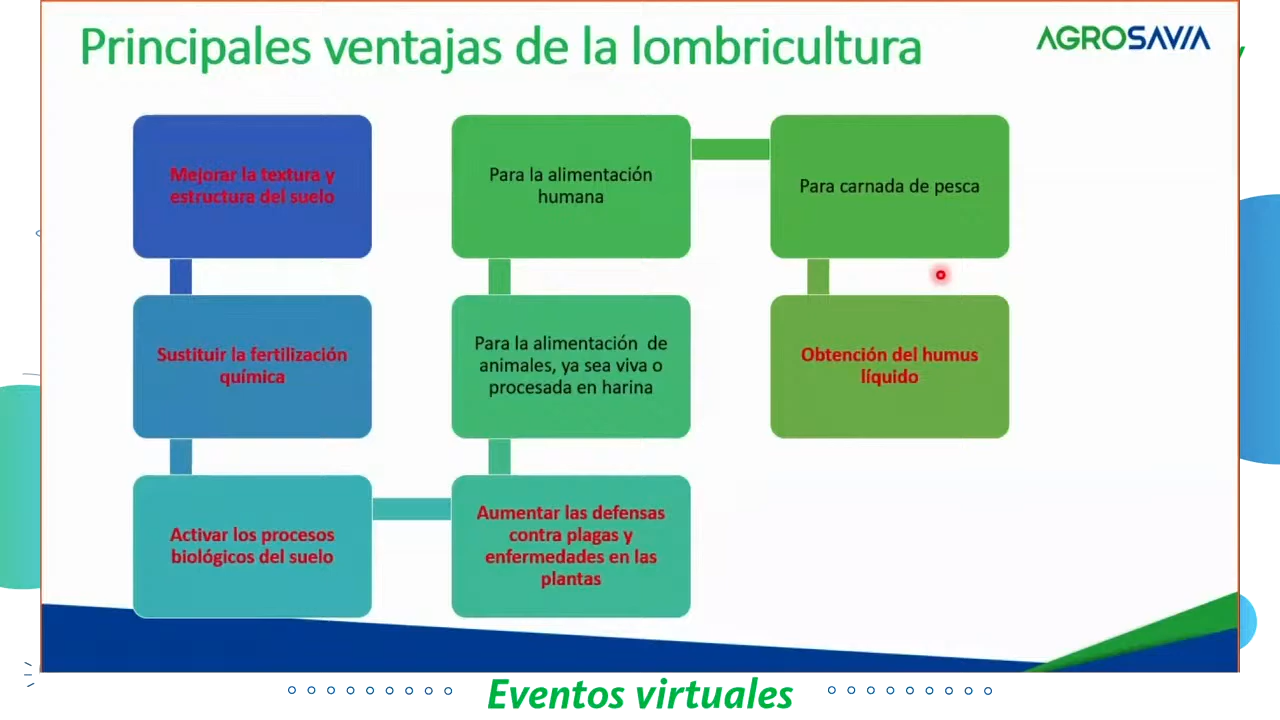 Principales ventajas de la lombricultura
AGROSAVIA
Mejorar la textura y
estructura del suelo
Sustituir la fertilización
química
Activar los procesos
biológicos del suelo
Aumentar las defensas
contra plagas y
enfermedades en las
plantas
Para la alimentación de
animales, ya sea viva o
procesada en harina
Para la alimentación
humana
Para carnada de pesca
Obtención del humus
líquido
Eventos virtuales